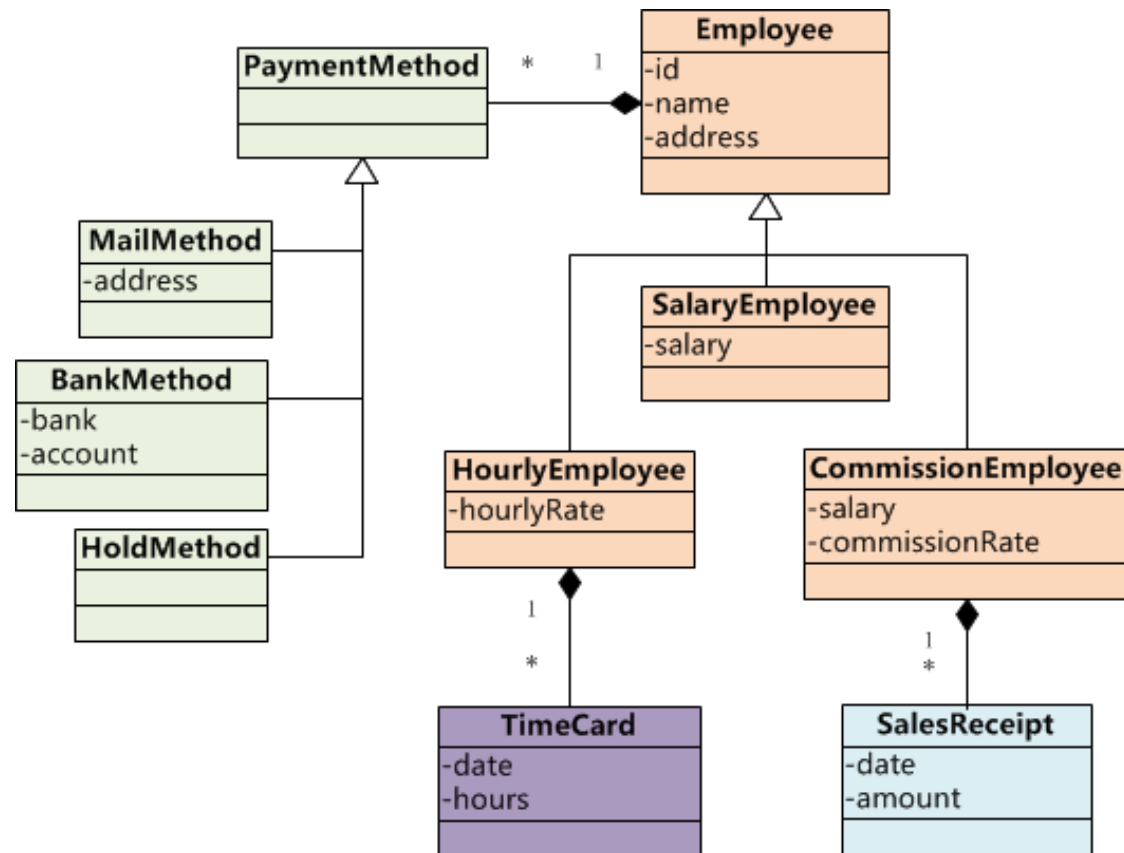 Employee
-id
-name
-address
PaymentMethod
* 1
MailMethod
-address
SalaryEmployee
-salary
BankMethod
-bank
-account
HourlyEmployee
-hourlyRate
CommissionEmployee
-salary
-commissionRate
HoldMethod
1
*
1
*
TimeCard
-date
-hours
SalesReceipt
-date
-amount